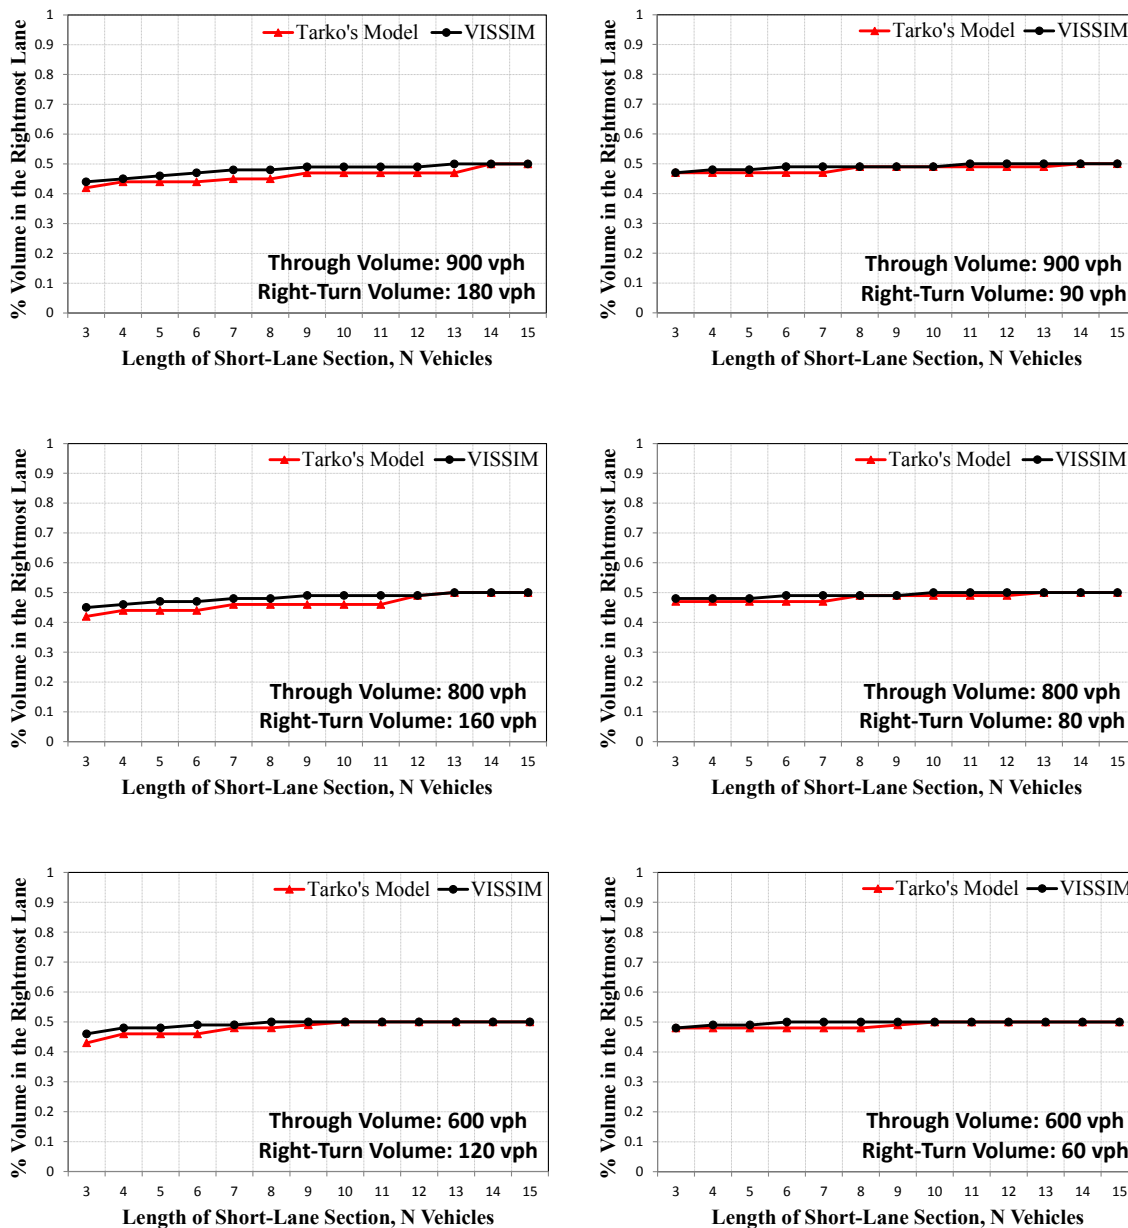 % Volume in the Rightmost Lane
1
0.9
0.8
0.7
0.6
0.5
0.4
0.3
0.2
0.1
0
Tarko's Model VISSIM
Through Volume: 900 vph
Right-Turn Volume: 180 vph
3 4 5 6 7 8 9 10 11 12 13 14 15
Length of Short-Lane Section, N Vehicles
% Volume in the Rightmost Lane
1
0.9
0.8
0.7
0.6
0.5
0.4
0.3
0.2
0.1
0
Tarko's Model VISSIM
Through Volume: 900 vph
Right-Turn Volume: 90 vph
3 4 5 6 7 8 9 10 11 12 13 14 15
Length of Short-Lane Section, N Vehicles
% Volume in the Rightmost Lane
1
0.9
0.8
0.7
0.6
0.5
0.4
0.3
0.2
0.1
0
Tarko's Model VISSIM
Through Volume: 800 vph
Right-Turn Volume: 160 vph
3 4 5 6 7 8 9 10 11 12 13 14 15
Length of Short-Lane Section, N Vehicles
% Volume in the Rightmost Lane
1
0.9
0.8
0.7
0.6
0.5
0.4
0.3
0.2
0.1
0
Tarko's Model VISSIM
Through Volume: 800 vph
Right-Turn Volume: 80 vph
3 4 5 6 7 8 9 10 11 12 13 14 15
Length of Short-Lane Section, N Vehicles
% Volume in the Rightmost Lane
1
0.9
0.8
0.7
0.6
0.5
0.4
0.3
0.2
0.1
0
Tarko's Model VISSIM
Through Volume: 600 vph
Right-Turn Volume: 120 vph
3 4 5 6 7 8 9 10 11 12 13 14 15
Length of Short-Lane Section, N Vehicles
% Volume in the Rightmost Lane
1
0.9
0.8
0.7
0.6
0.5
0.4
0.3
0.2
0.1
0
Tarko's Model VISSIM
Through Volume: 600 vph
Right-Turn Volume: 60 vph
3 4 5 6 7 8 9 10 11 12 13 14 15
Length of Short-Lane Section, N Vehicles